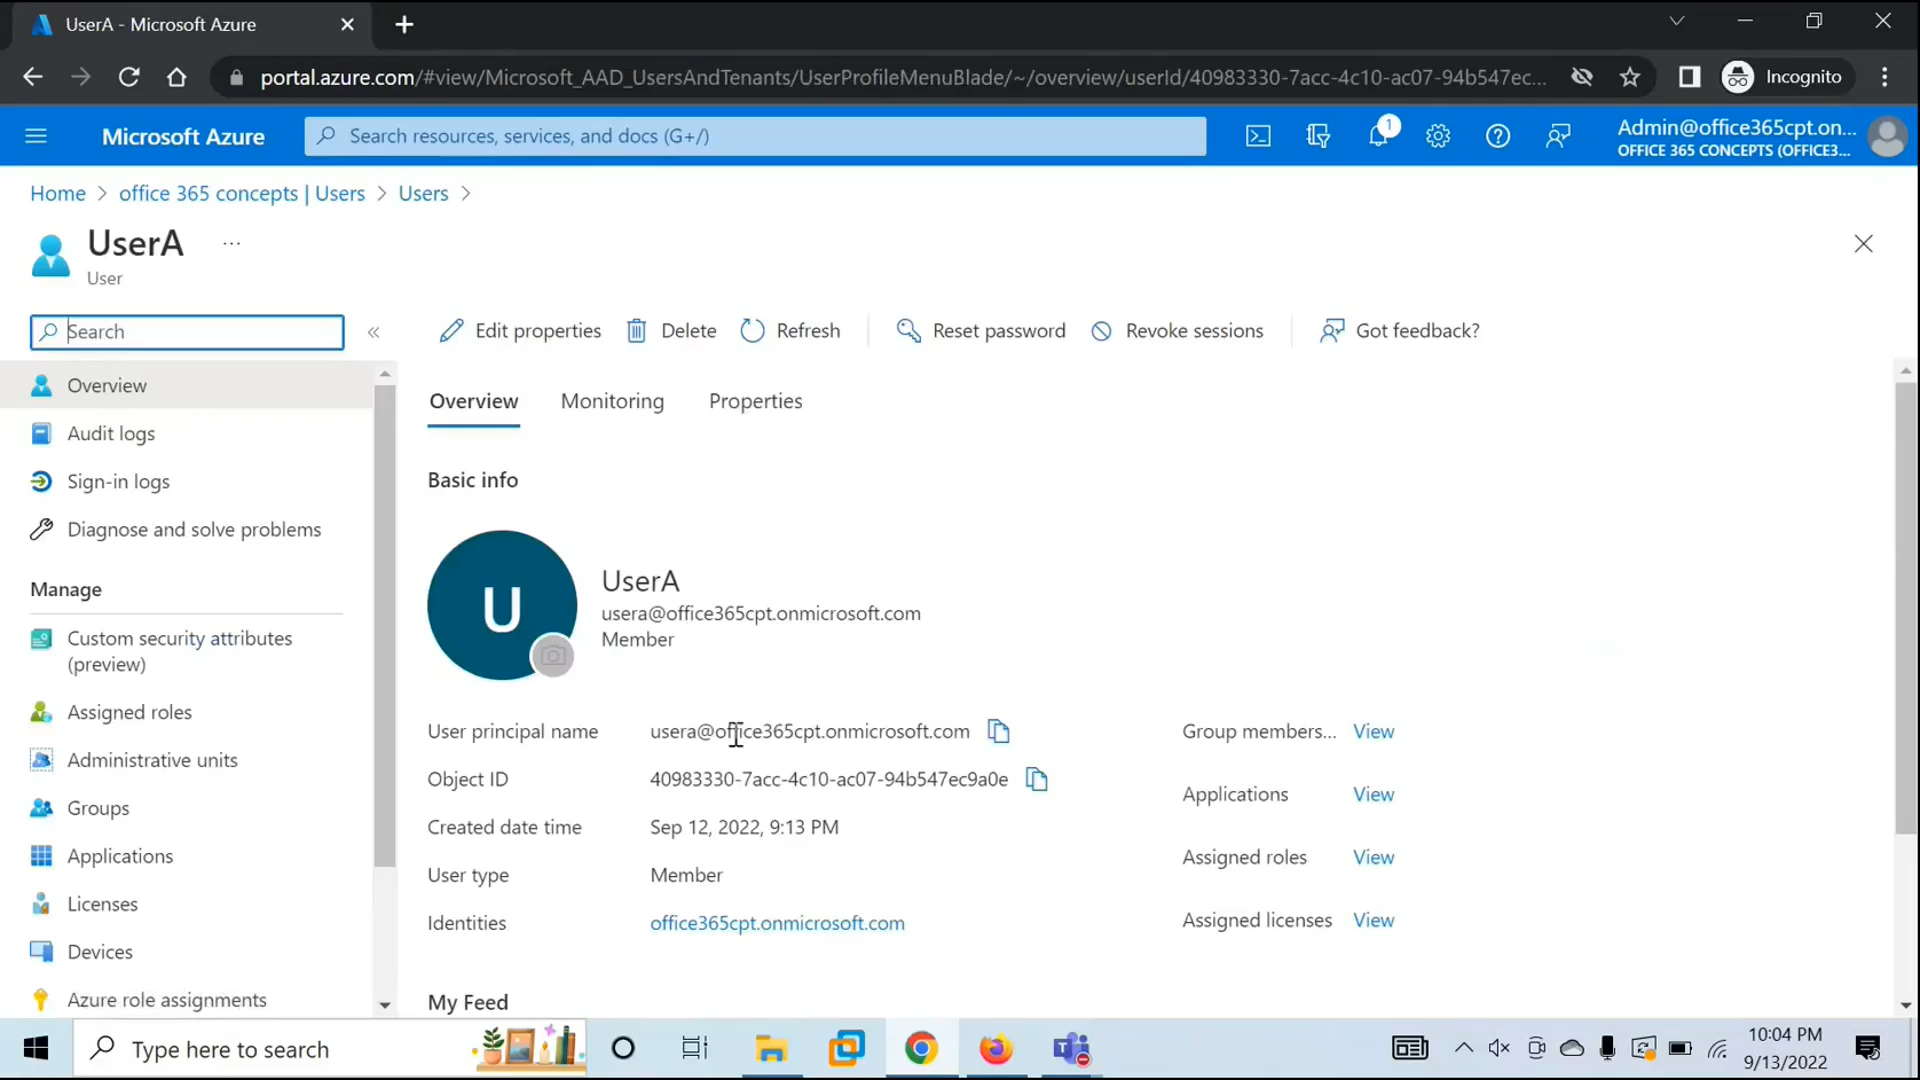 UserA - Microsoft Azure
portal.azure.com/#view/Microsoft_AAD_UsersAndTenants/UserProfileMenuBlade/~/overview/userId/40983330-7acc-4c10-ac07-94b547ec...
Incognito
Microsoft Azure
Search resources, services, and docs (G+/)
1
Admin@office365cpt.on...
OFFICE 365 CONCEPTS (OFFICE3...
Home > office 365 concepts | Users > Users >
UserA
...
User
Search
«
Edit properties
Delete
Refresh
Reset password
Revoke sessions
Got feedback?
Overview
Audit logs
Sign-in logs
Diagnose and solve problems
Manage
Custom security attributes
(preview)
Assigned roles
Administrative units
Groups
Applications
Licenses
Devices
Azure role assignments
Overview
Monitoring
Properties
Basic info
U
UserA
usera@office365cpt.onmicrosoft.com
Member
User principal name
usera@office365cpt.onmicrosoft.com
Object ID
40983330-7acc-4c10-ac07-94b547ec9a0e
Created date time
Sep 12, 2022, 9:13 PM
User type
Member
Identities
office365cpt.onmicrosoft.com
Group members... View
Applications View
Assigned roles View
Assigned licenses View
My Feed
Type here to search
10:04 PM
9/13/2022